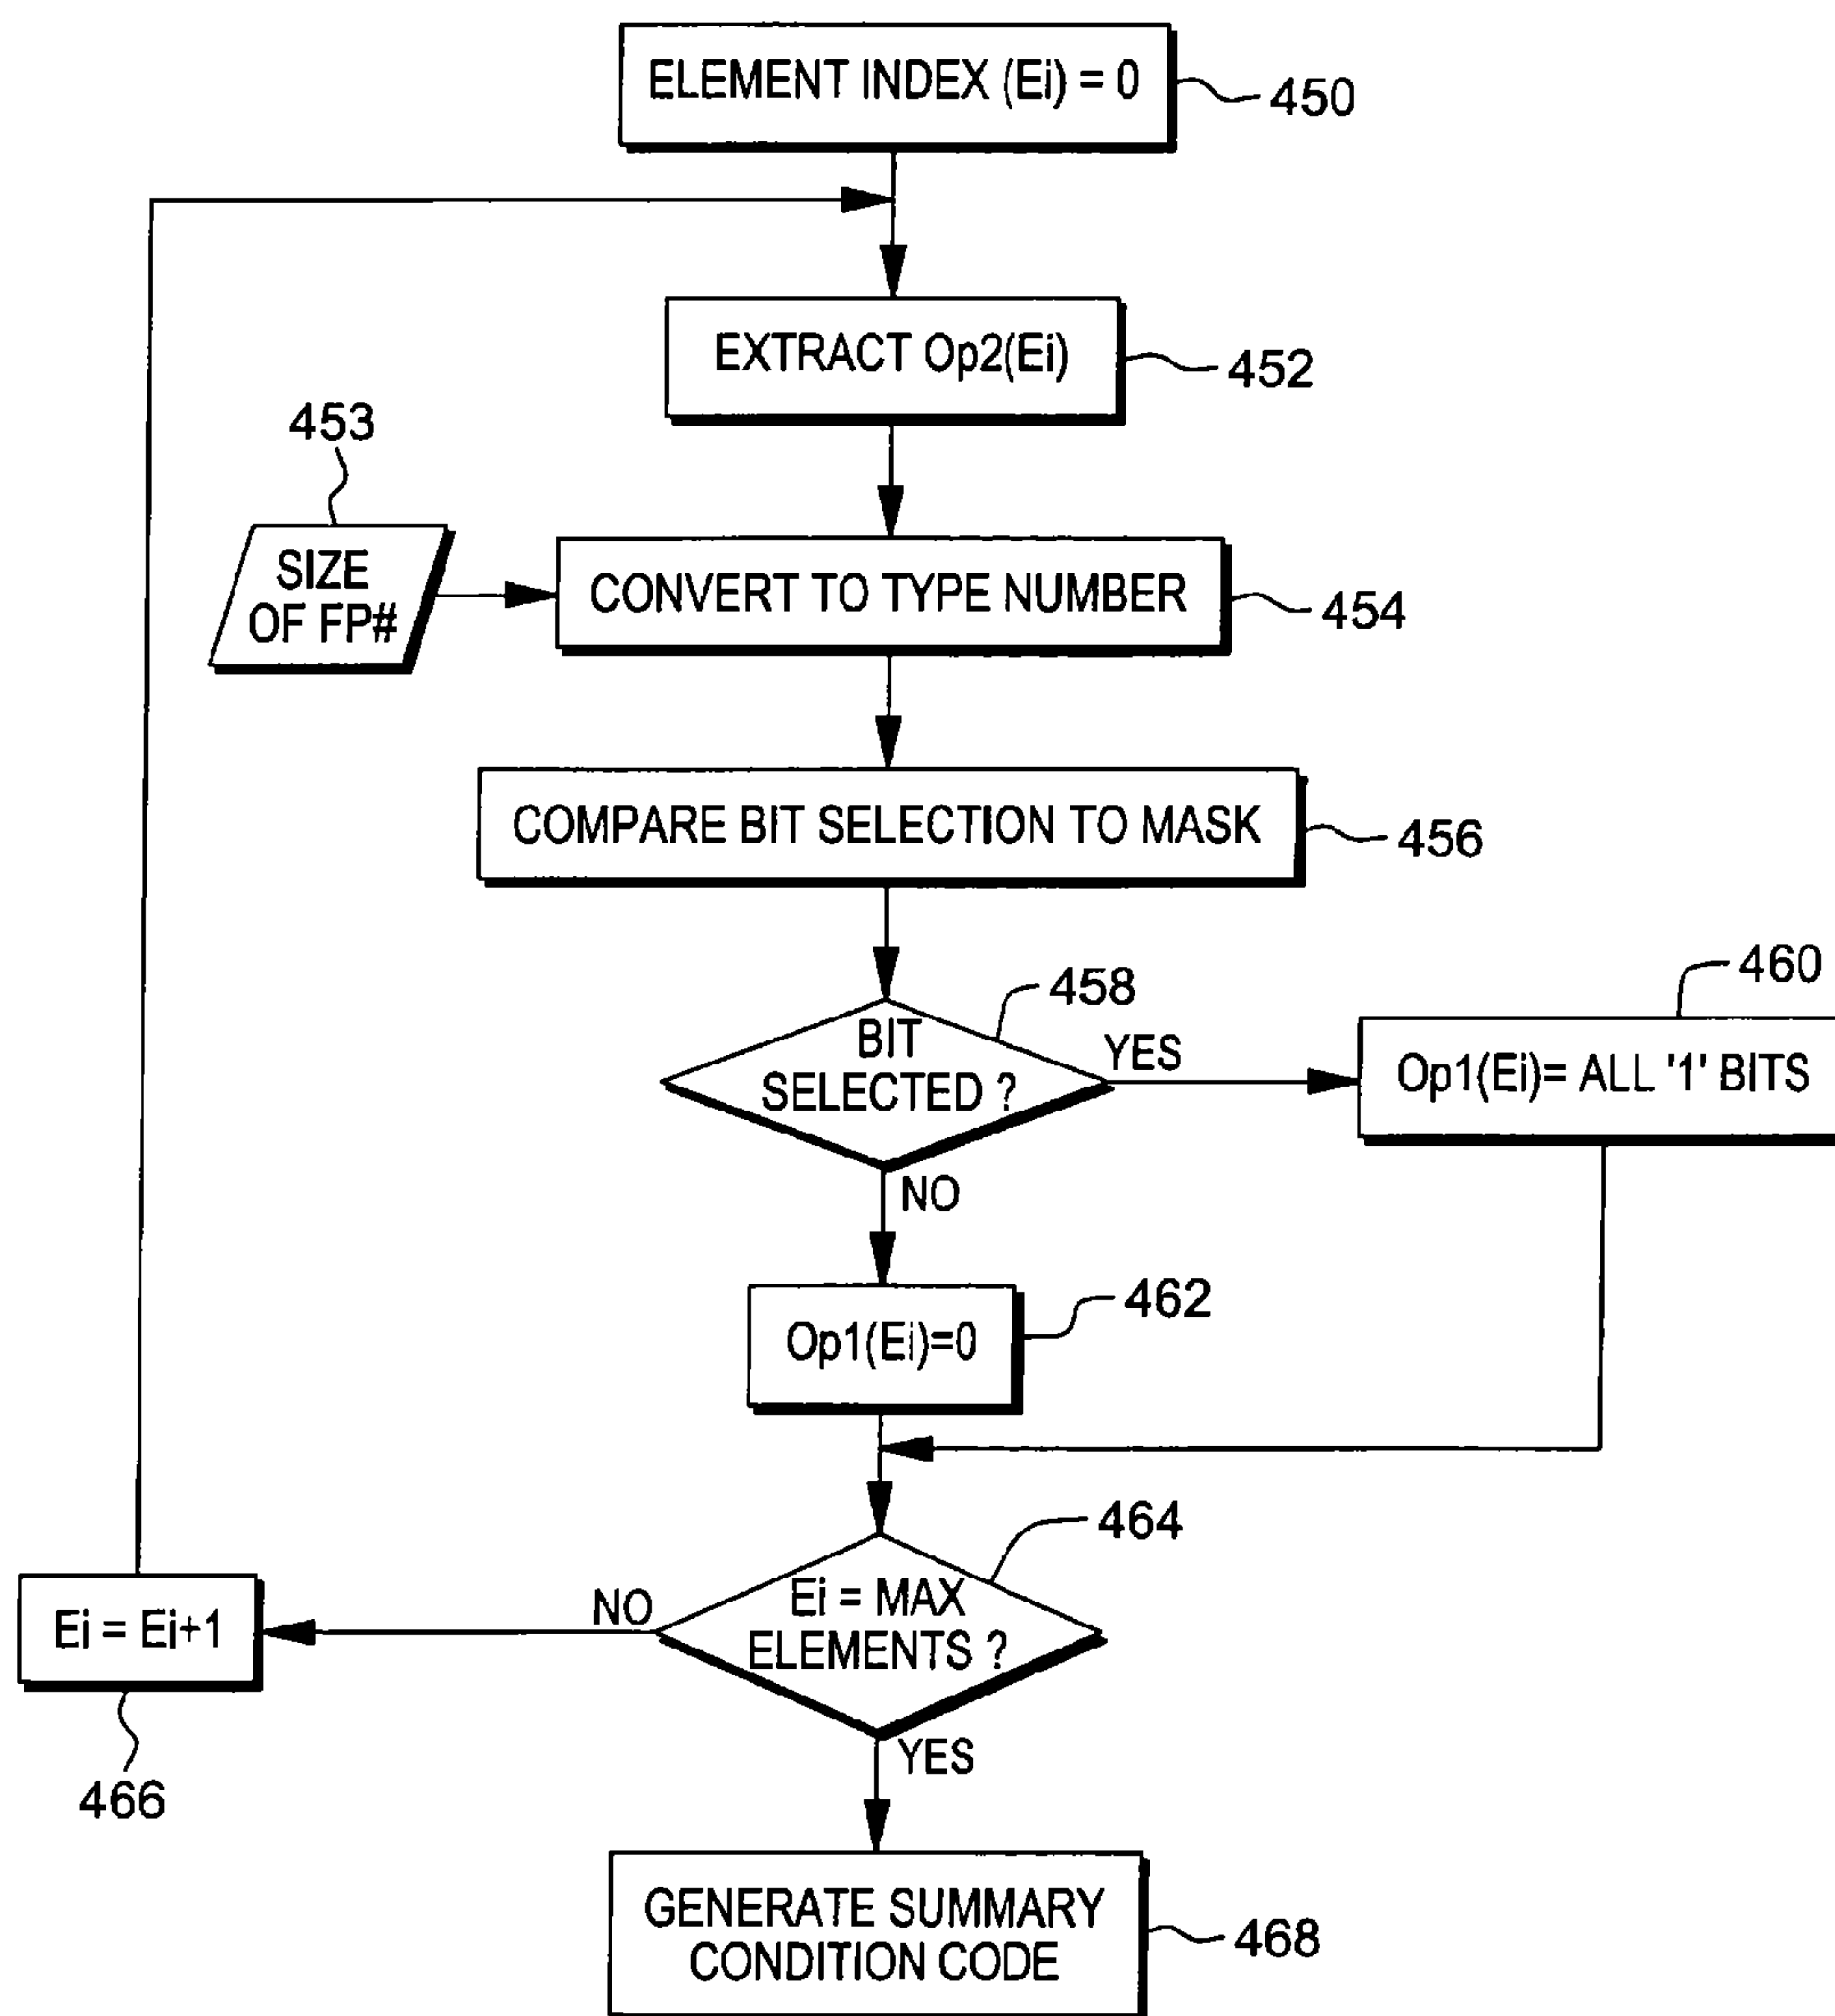 ELEMENT INDEX (Ei) = 0
450
EXTRACT Op2(Ei)
452
453
SIZE
OF FP#
CONVERT TO TYPE NUMBER
454
COMPARE BIT SELECTION TO MASK
456
458
460
BIT
SELECTED ?
YES
Op1(Ei)= ALL '1' BITS
NO
462
Op1(Ei)=0
464
Ei = MAX
ELEMENTS ?
NO
Ei = Ei+1
YES
466
GENERATE SUMMARY
CONDITION CODE
468